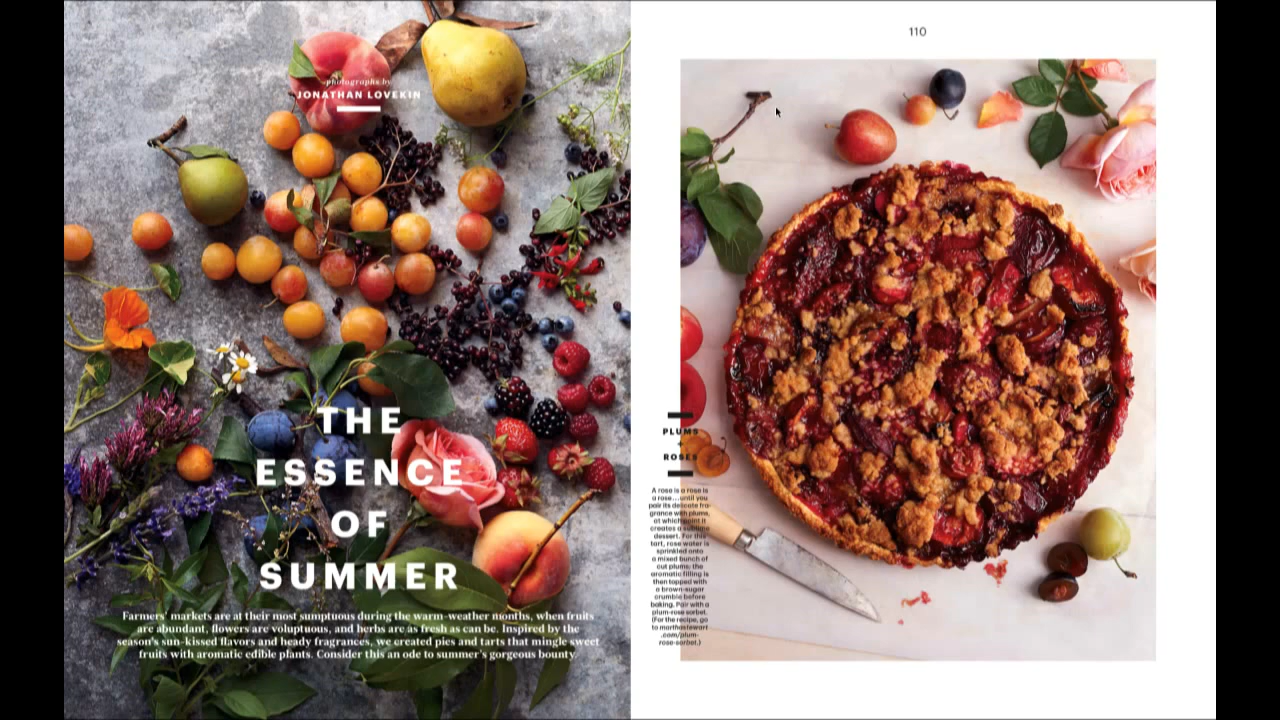 photographs by
JONATHAN LOVEKIN
THE
ESSENCE
OF
SUMMER
Farmers' markets are at their most sumptuous during the warm-weather months, when fruits
are abundant, flowers are voluptuous, and herbs are as fresh as can be. Inspired by the
season's sun-kissed flavors and heady fragrances, we created pies and tarts that mingle sweet
fruits with aromatic edible plants. Consider this an ode to summer's gorgeous bounty.
110
PLUMS
+
ROSES
A rose is a rose is
a rose...until you
pair its delicate fra-
grance with plums,
at which point it
creates a sublime
dessert. For this
tart, rose water is
sprinkled onto
a mixed bunch of
cut plums; the
aromatic filling is
then topped with
a brown-sugar
crumble before
baking. Pair with a
plum-rose sorbet.
(For the recipe, go
to marthastewart
.com/plum-
rose-sorbet.)